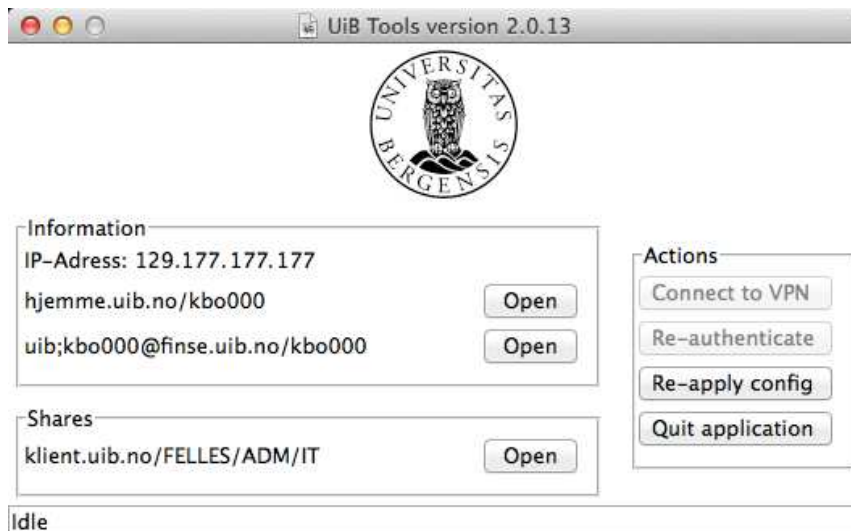 UiB Tools version 2.0.13
UNIVERSITAS BERGENSIS
Information
IP-Adress: 129.177.177.177
hjemme.uib.no/kbo000 Open
uib;kbo000@finse.uib.no/kbo000 Open
Shares
klient.uib.no/FELLES/ADM/IT Open
Actions
Connect to VPN
Re-authenticate
Re-apply config
Quit application
Idle